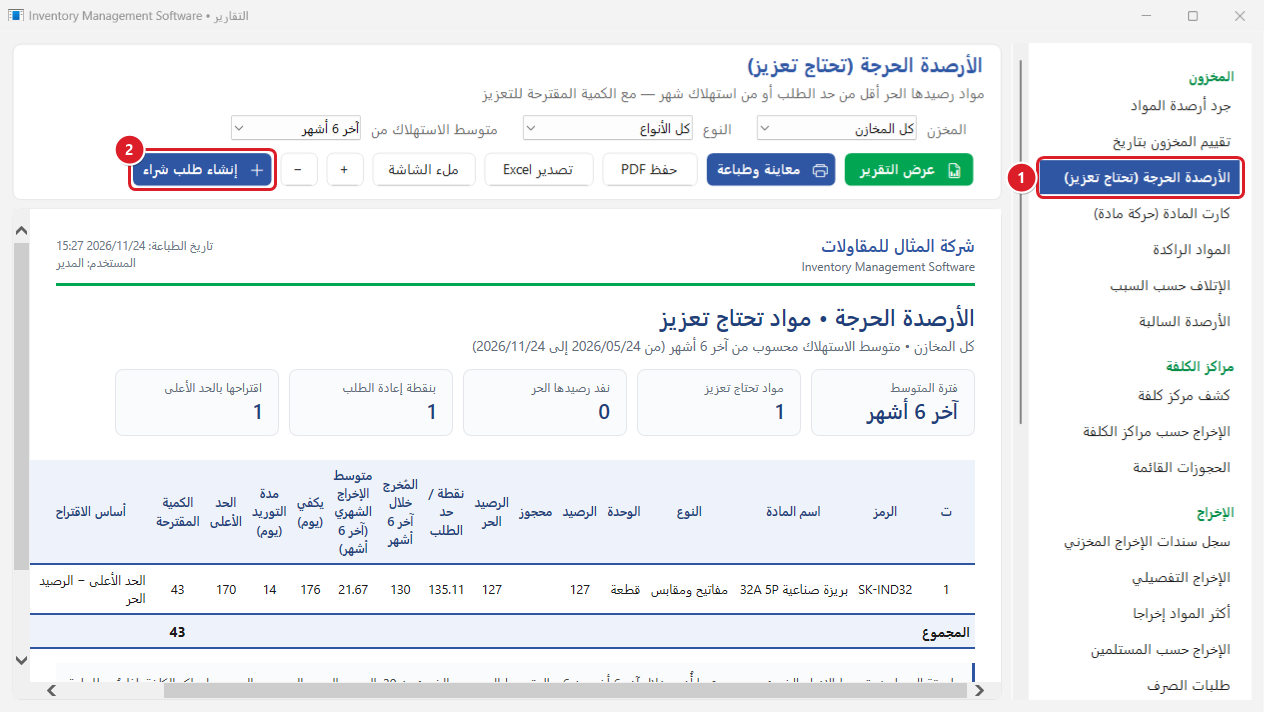 Inventory Management Software • التقارير
المخزون
جرد أرصدة المواد
تقييم المخزون بتاريخ
1
الأرصدة الحرجة (تحتاج تعزيز)
كارت المادة (حركة مادة)
المواد الراكدة
الإتلاف حسب السبب
الأرصدة السالبة
مراكز الكلفة
كشف مركز كلفة
الإخراج حسب مراكز الكلفة
الحجوزات القائمة
الإخراج
سجل سندات الإخراج المخزني
الإخراج التفصيلي
أكثر المواد إخراجا
الإخراج حسب المستلمين
طلبات الصرف
الأرصدة الحرجة (تحتاج تعزيز)
مواد رصيدها الحر أقل من حد الطلب أو من استهلاك شهر — مع الكمية المقترحة للتعزيز
المخزن كل المخازن النوع كل الأنواع متوسط الاستهلاك من آخر 6 أشهر
2
عرض التقرير معاينة وطباعة حفظ PDF تصدير Excel ملء الشاشة + − + إنشاء طلب شراء
شركة المثال للمقاولات تاريخ الطباعة: 2026/11/24 15:27
Inventory Management Software المستخدم: المدير
الأرصدة الحرجة • مواد تحتاج تعزيز
كل المخازن • متوسط الاستهلاك محسوب من آخر 6 أشهر (من 2026/05/24 إلى 2026/11/24)
فترة المتوسط مواد تحتاج تعزيز نفد رصيدها الحر بنقطة إعادة الطلب اقتراحها بالحد الأعلى
آخر 6 أشهر 1 0 1 1
ت الرمز اسم المادة النوع الوحدة الرصيد محجوز الرصيد الحر نقطة / حد الطلب المُخرج خلال آخر 6 أشهر متوسط الإخراج الشهري (آخر 6 أشهر) يكفي (يوم) مدة التوريد (يوم) الحد الأعلى الكمية المقترحة أساس الاقتراح
1 SK-IND32 بريزة صناعية 32A 5P مفاتيح ومقابس قطعة 127 127 135.11 130 21.67 176 14 170 43 الحد الأعلى − الرصيد الحر
المجموع 43